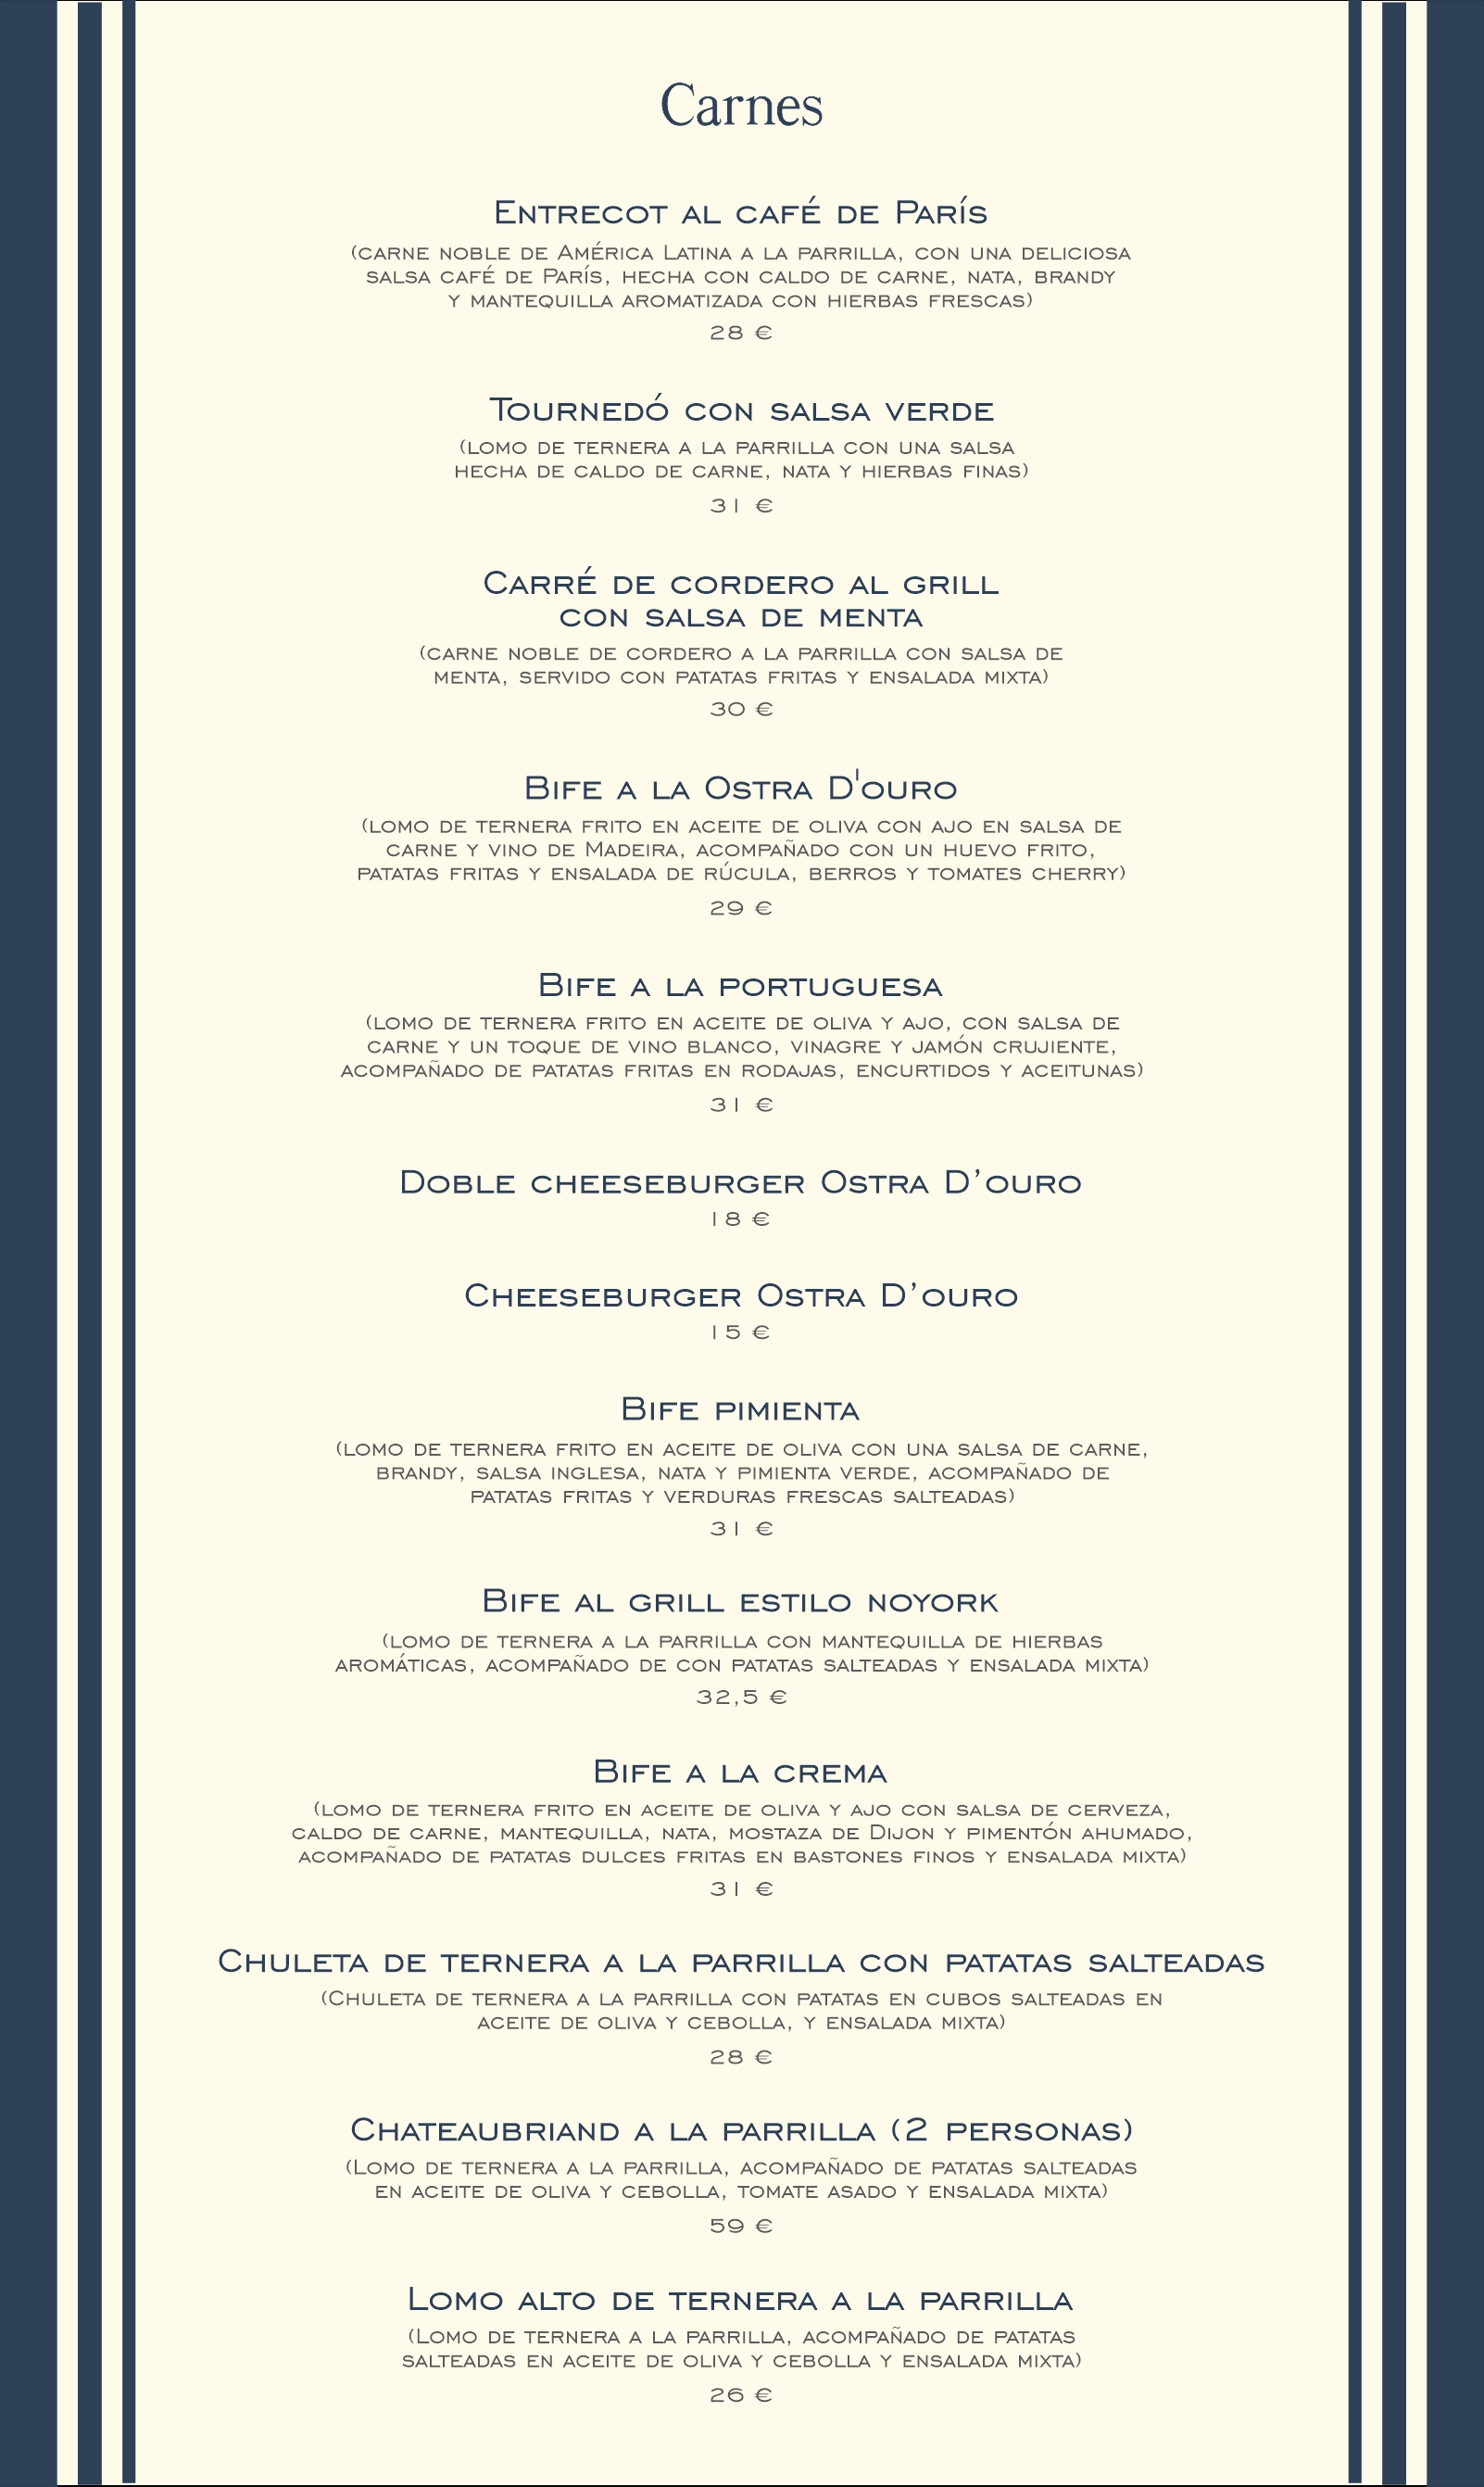 Carnes
Entrecot al café de París
(carne noble de América Latina a la parrilla, con una deliciosa
salsa café de París, hecha con caldo de carne, nata, brandy
y mantequilla aromatizada con hierbas frescas)
28 €
Tournedó con salsa verde
(lomo de ternera a la parrilla con una salsa
hecha de caldo de carne, nata y hierbas finas)
31 €
Carré de cordero al grill
con salsa de menta
(carne noble de cordero a la parrilla con salsa de
menta, servido con patatas fritas y ensalada mixta)
30 €
Bife a la Ostra D'ouro
(lomo de ternera frito en aceite de oliva con ajo en salsa de
carne y vino de Madeira, acompañado con un huevo frito,
patatas fritas y ensalada de rúcula, berros y tomates cherry)
29 €
Bife a la portuguesa
(lomo de ternera frito en aceite de oliva y ajo, con salsa de
carne y un toque de vino blanco, vinagre y jamón crujiente,
acompañado de patatas fritas en rodajas, encurtidos y aceitunas)
31 €
Doble cheeseburger Ostra D’ouro
18 €
Cheeseburger Ostra D’ouro
15 €
Bife pimienta
(lomo de ternera frito en aceite de oliva con una salsa de carne,
brandy, salsa inglesa, nata y pimienta verde, acompañado de
patatas fritas y verduras frescas salteadas)
31 €
Bife al grill estilo noyork
(lomo de ternera a la parrilla con mantequilla de hierbas
aromáticas, acompañado de con patatas salteadas y ensalada mixta)
32,5 €
Bife a la crema
(lomo de ternera frito en aceite de oliva y ajo con salsa de cerveza,
caldo de carne, mantequilla, nata, mostaza de Dijon y pimentón ahumado,
acompañado de patatas dulces fritas en bastones finos y ensalada mixta)
31 €
Chuleta de ternera a la parrilla con patatas salteadas
(Chuleta de ternera a la parrilla con patatas en cubos salteadas en
aceite de oliva y cebolla, y ensalada mixta)
28 €
Chateaubriand a la parrilla (2 personas)
(Lomo de ternera a la parrilla, acompañado de patatas salteadas
en aceite de oliva y cebolla, tomate asado y ensalada mixta)
59 €
Lomo alto de ternera a la parrilla
(Lomo de ternera a la parrilla, acompañado de patatas
salteadas en aceite de oliva y cebolla y ensalada mixta)
26 €